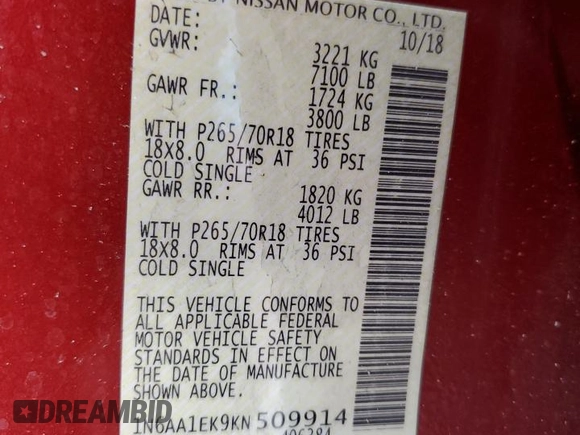 BY NISSAN MOTOR CO., LTD.
DATE: 10/18
GVWR: 3221 KG
7100 LB
GAWR FR.: 1724 KG
3800 LB
WITH P265/70R18 TIRES
18X8.0 RIMS AT 36 PSI
COLD SINGLE
GAWR RR.: 1820 KG
4012 LB
WITH P265/70R18 TIRES
18X8.0 RIMS AT 36 PSI
COLD SINGLE
THIS VEHICLE CONFORMS TO
ALL APPLICABLE FEDERAL
MOTOR VEHICLE SAFETY
STANDARDS IN EFFECT ON
THE DATE OF MANUFACTURE
SHOWN ABOVE.
1N6AA1EK9KN 509914
DREAMBID